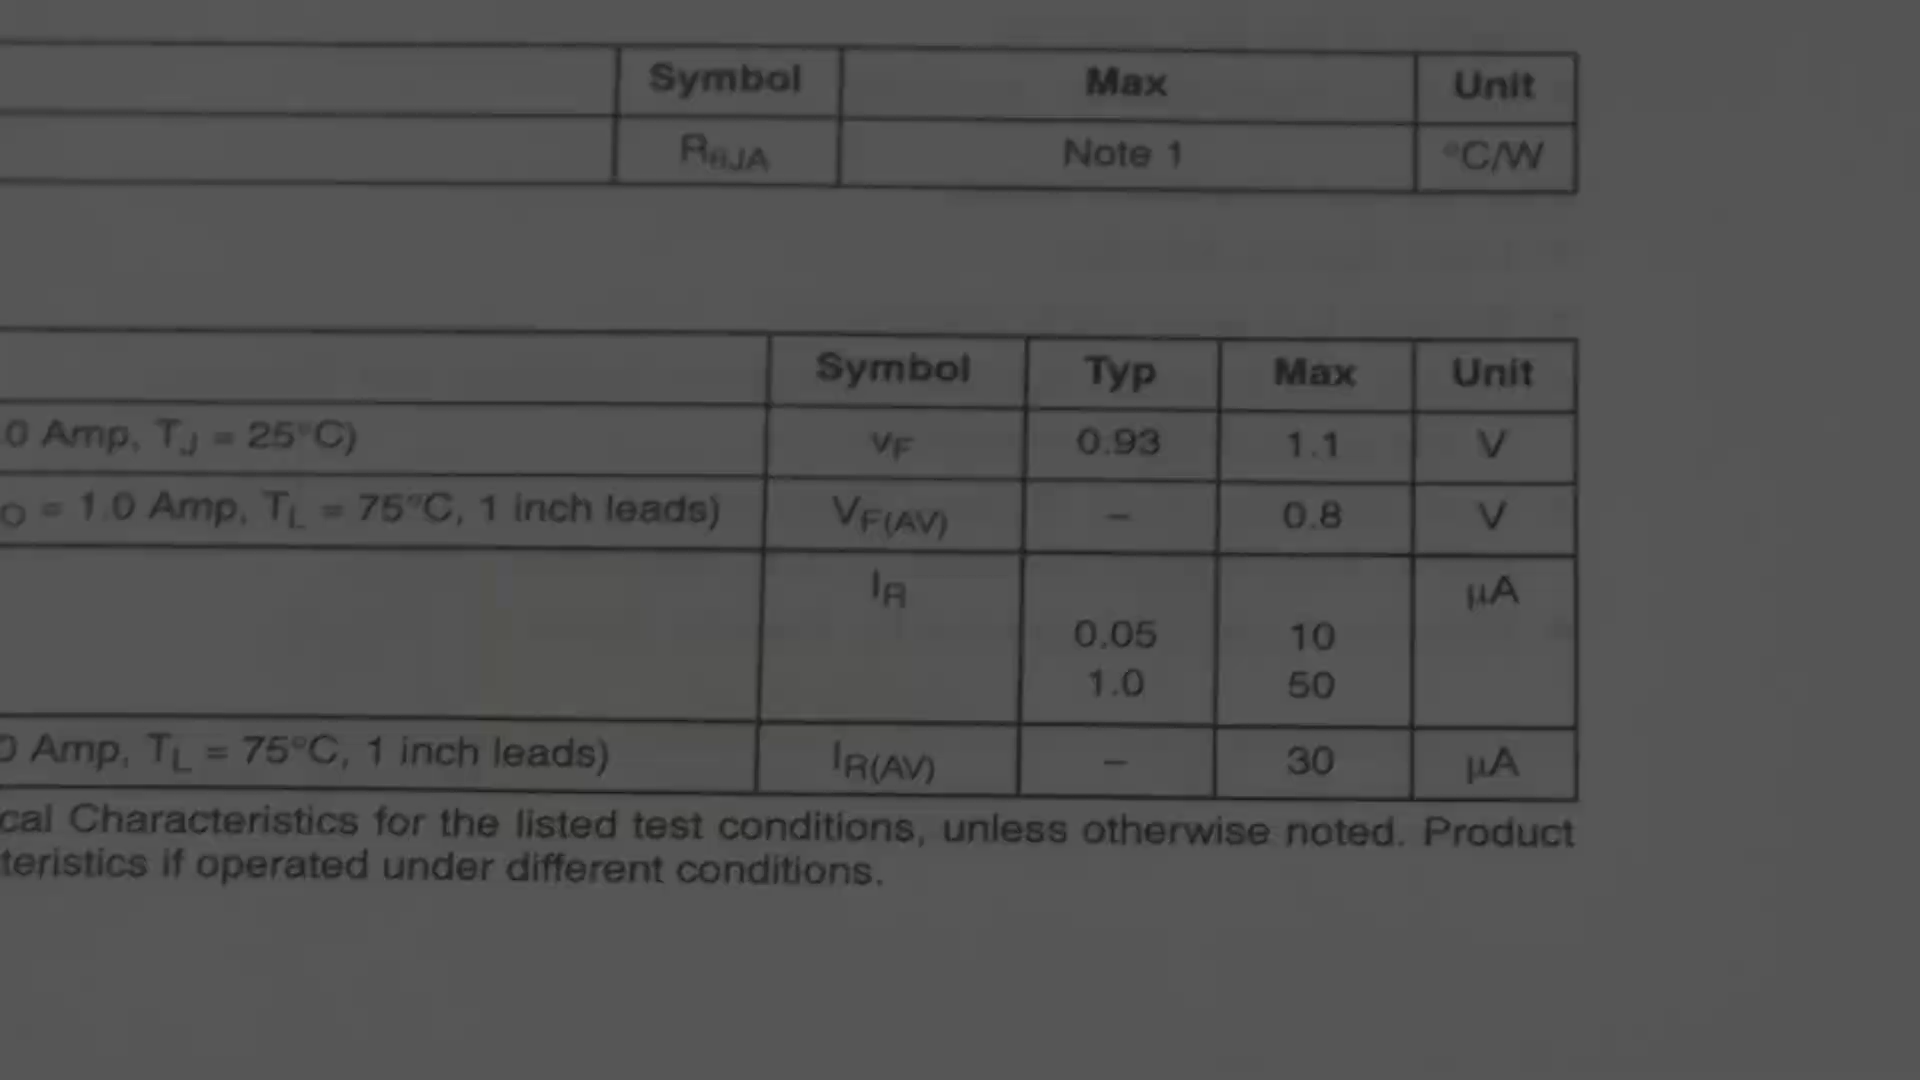 Symbol Max Unit
RθJA Note 1 °C/W
Symbol Typ Max Unit
.0 Amp, TJ = 25°C) vF 0.93 1.1 V
O = 1.0 Amp, TL = 75°C, 1 inch leads) VF(AV) – 0.8 V
IR µA
0.05 10
1.0 50
0 Amp, TL = 75°C, 1 inch leads) IR(AV) – 30 µA
cal Characteristics for the listed test conditions, unless otherwise noted. Product
teristics if operated under different conditions.